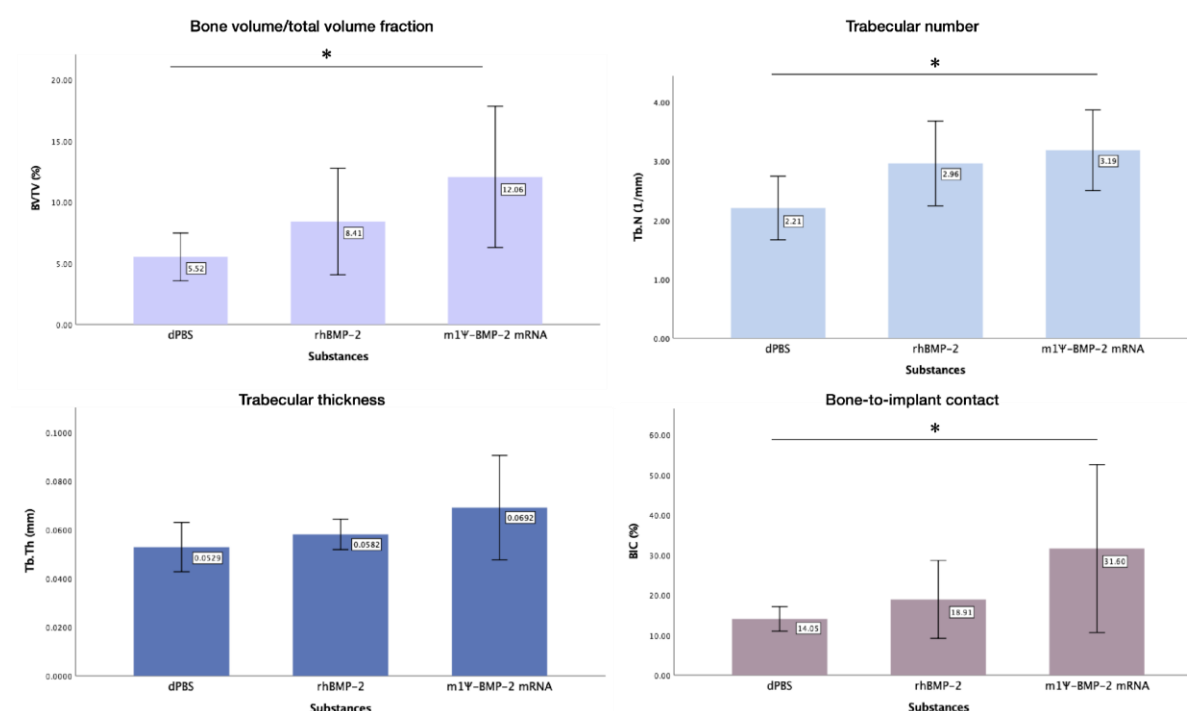 Bone volume/total volume fraction
*
20.00
15.00
10.00
5.00
0.00
BVTV (%)
5.52
8.41
12.06
dPBS
rhBMP-2
m1Ψ-BMP-2 mRNA
Substances
Trabecular number
*
4.00
3.00
2.00
1.00
0.00
Tb.N (1/mm)
2.21
2.96
3.19
dPBS
rhBMP-2
m1Ψ-BMP-2 mRNA
Substances
Trabecular thickness
0.1000
0.0800
0.0600
0.0400
0.0200
0.0000
Tb.Th (mm)
0.0529
0.0582
0.0692
dPBS
rhBMP-2
m1Ψ-BMP-2 mRNA
Substances
Bone-to-implant contact
*
60.00
50.00
40.00
30.00
20.00
10.00
0.00
BIC (%)
14.05
18.91
31.60
dPBS
rhBMP-2
m1Ψ-BMP-2 mRNA
Substances